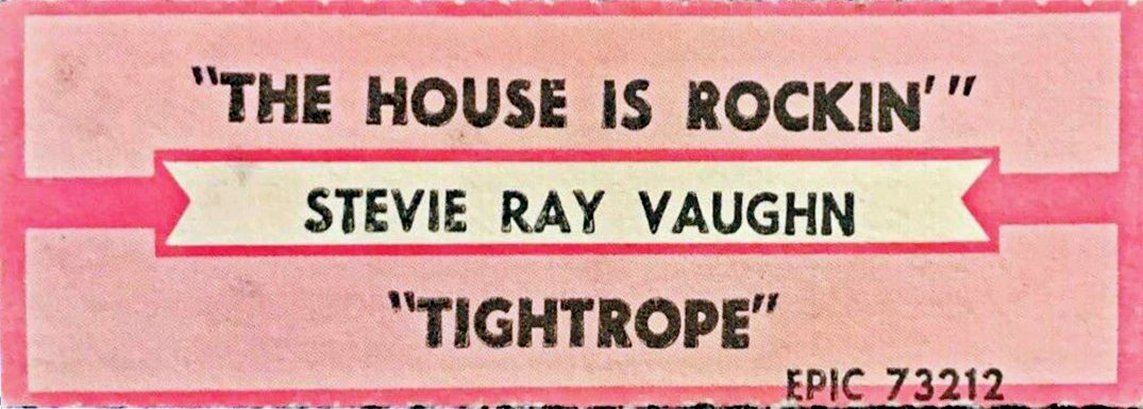 "THE HOUSE IS ROCKIN'"
STEVIE RAY VAUGHN
"TIGHTROPE"
EPIC 73212